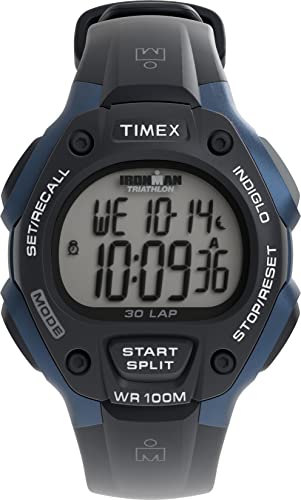 TIMEX
IRONMAN
TRIATHLON
SET/RECALL
INDIGLO
WE 10-14
10:09 36
MODE
STOP/RESET
30 LAP
START
SPLIT
WR 100M